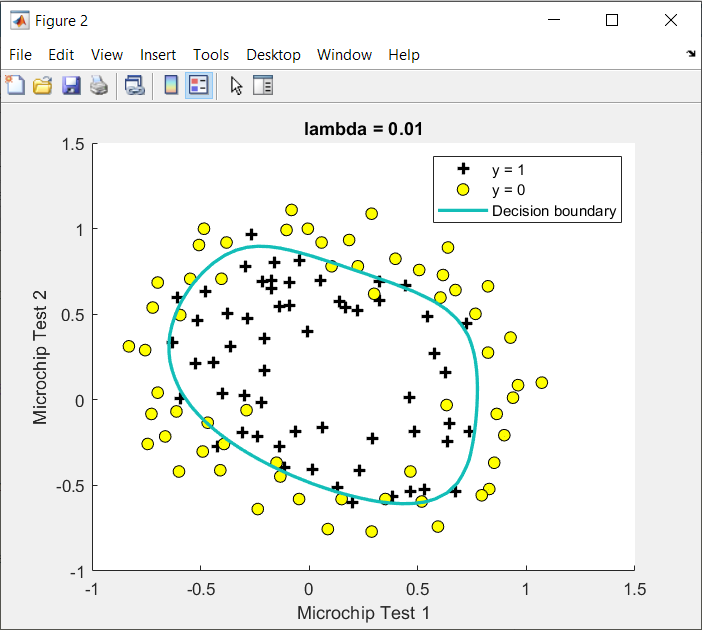 Figure 2
File Edit View Insert Tools Desktop Window Help
lambda = 0.01
y = 1
y = 0
Decision boundary
1.5
1
0.5
0
-0.5
-1
Microchip Test 2
-1 -0.5 0 0.5 1 1.5
Microchip Test 1